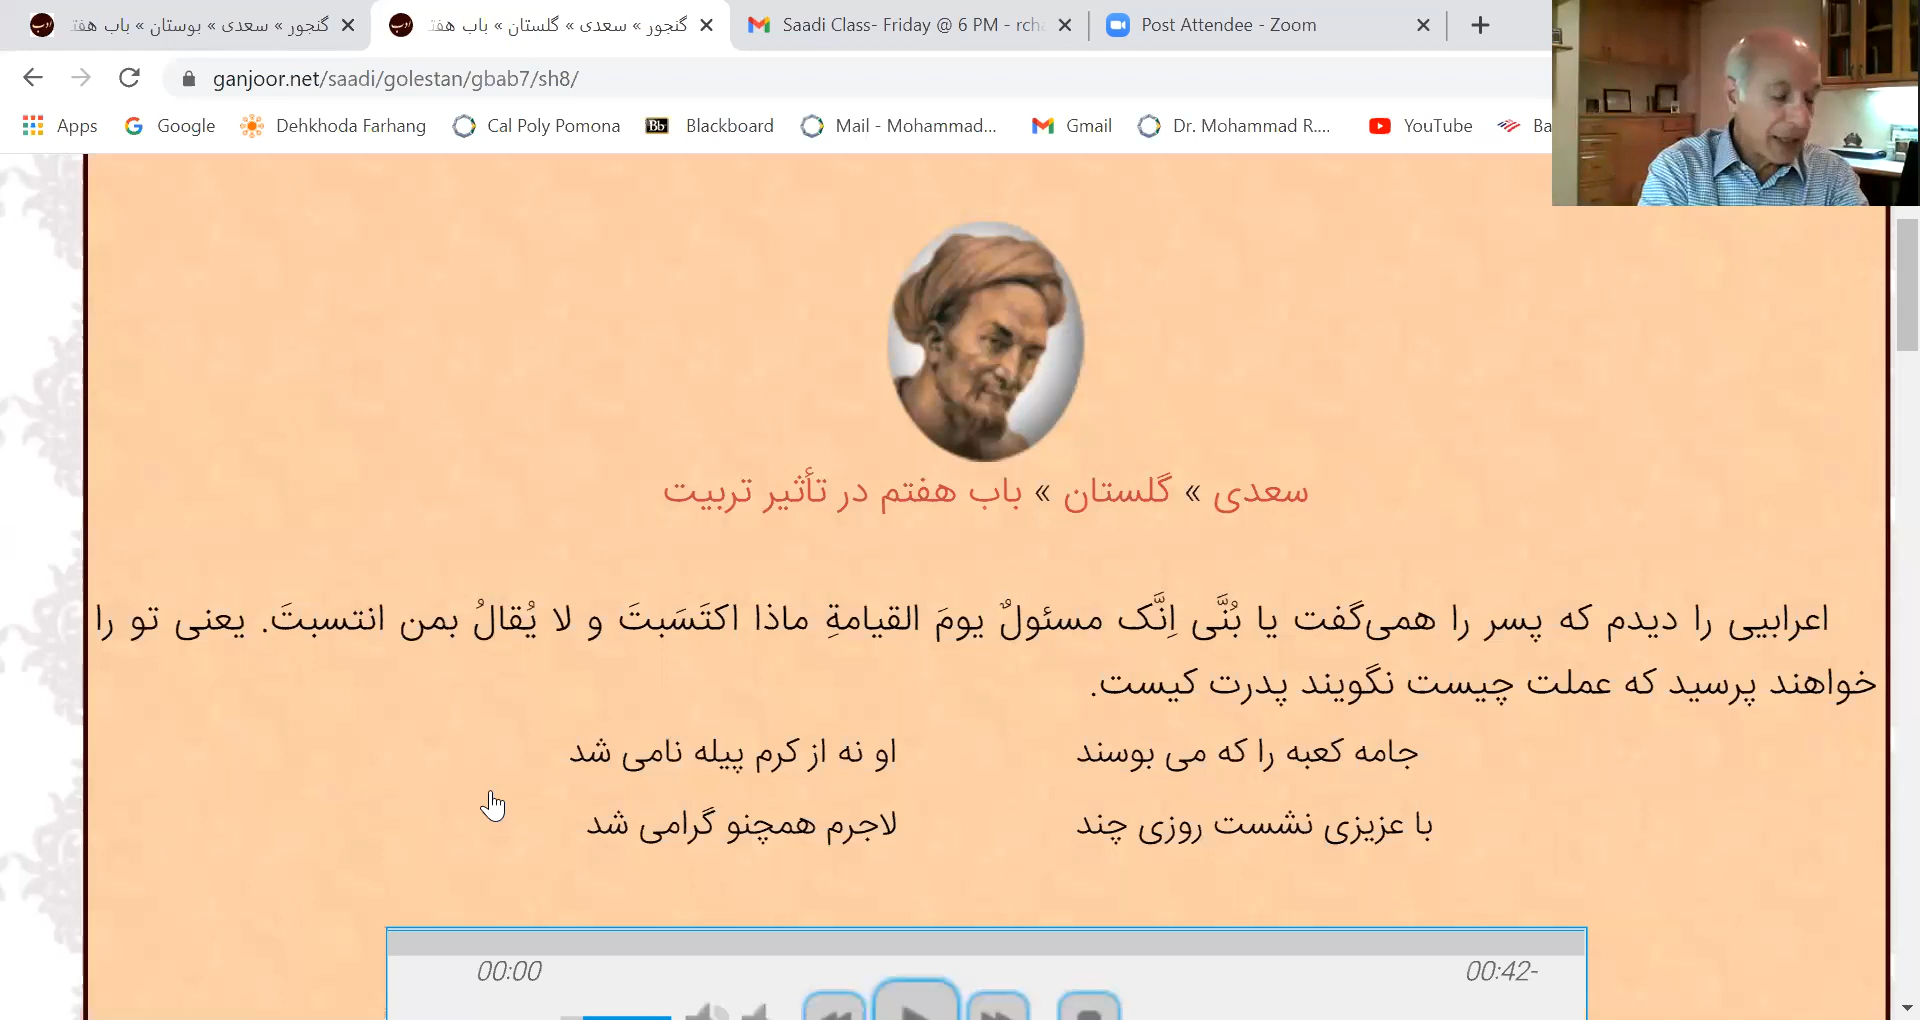 گنجور » سعدی » بوستان » باب هفت
گنجور » سعدی » گلستان » باب هفت
Saadi Class- Friday @ 6 PM - rch
Post Attendee - Zoom
ganjoor.net/saadi/golestan/gbab7/sh8/
Apps Google Dehkhoda Farhang Cal Poly Pomona Bb Blackboard Mail - Mohammad... Gmail Dr. Mohammad R.... YouTube Ba
سعدی » گلستان » باب هفتم در تأثیر تربیت
اعرابیی را دیدم که پسر را همی‌گفت یا بُنَّی اِنَّک مسئولٌ یومَ القیامةِ ماذا اکتَسَبتَ و لا یُقالُ بمن انتسبتَ. یعنی تو را
خواهند پرسید که عملت چیست نگویند پدرت کیست.
جامه کعبه را که می بوسند او نه از کرم پیله نامی شد
با عزیزی نشست روزی چند لاجرم همچنو گرامی شد
00:00 00:42-